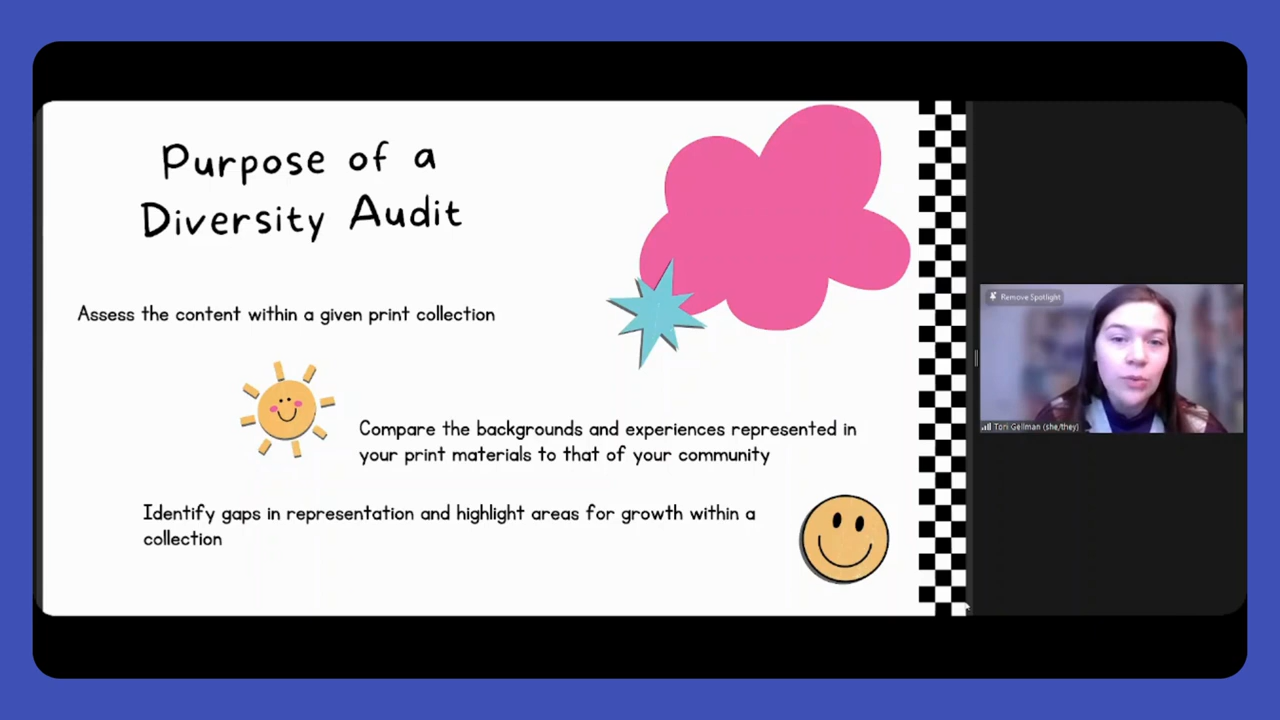 Purpose of a
Diversity Audit
Assess the content within a given print collection
Compare the backgrounds and experiences represented in
your print materials to that of your community
Identify gaps in representation and highlight areas for growth within a
collection
Remove Spotlight
Tori Gellman (she/they)